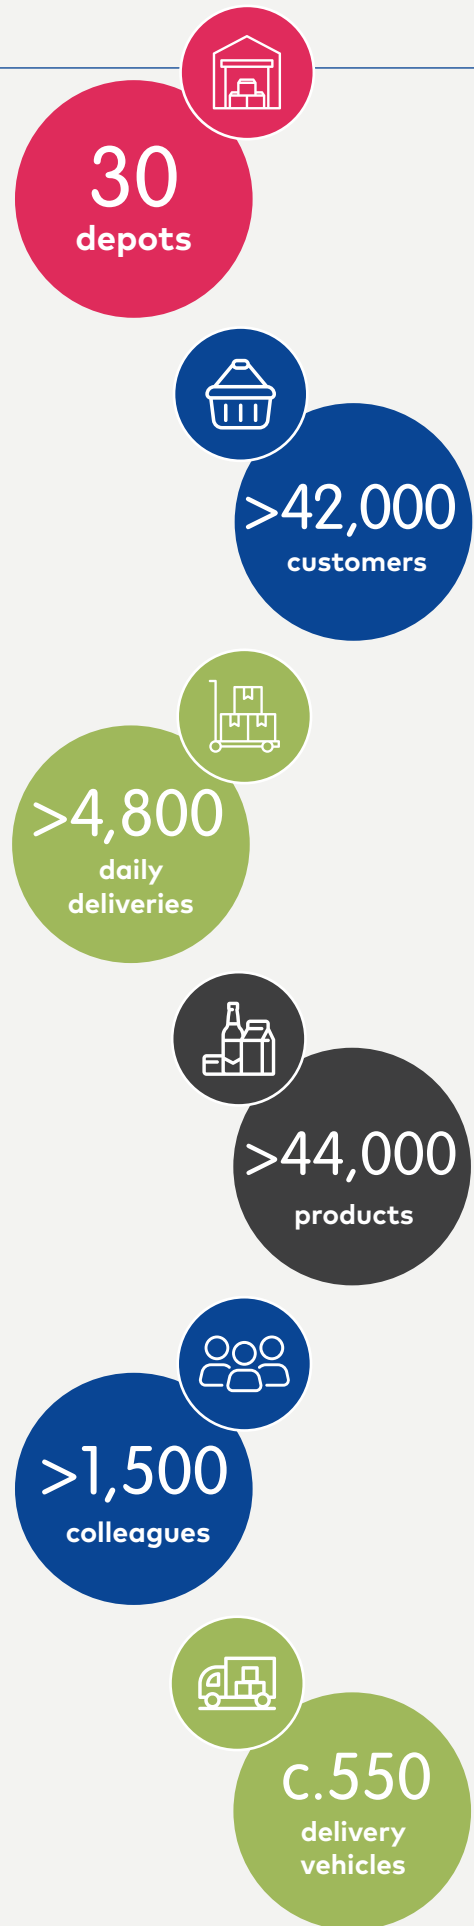 30
depots
>42,000
customers
>4,800
daily
deliveries
>44,000
products
>1,500
colleagues
c.550
delivery
vehicles